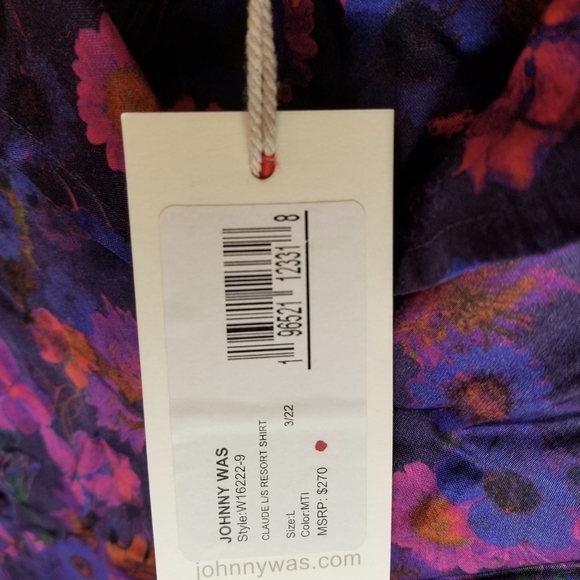 1 96521 12331 8
JOHNNY WAS
Style:W16222-9
CLAUDE L/S RESORT SHIRT
3/22
Size:L
Color:MTI
MSRP: $270
johnnywas.com